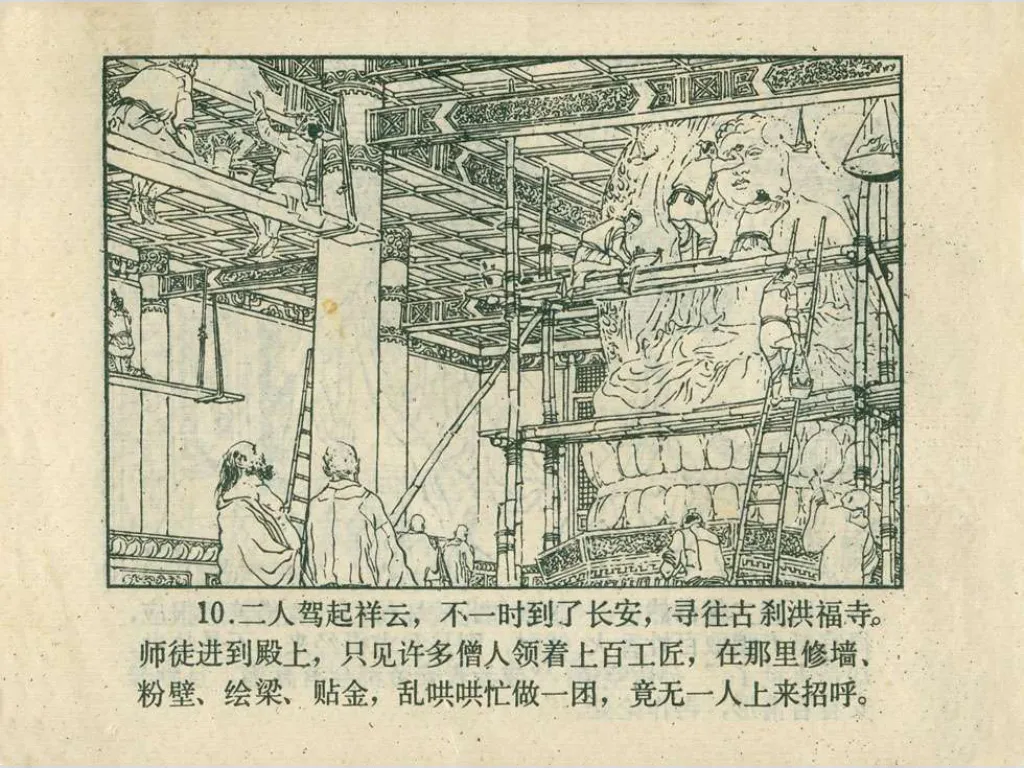 10.二人驾起祥云，不一时到了长安，寻往古刹洪福寺。
师徒进到殿上，只见许多僧人领着上百工匠，在那里修墙、
粉壁、绘梁、贴金，乱哄哄忙做一团，竟无一人上来招呼。